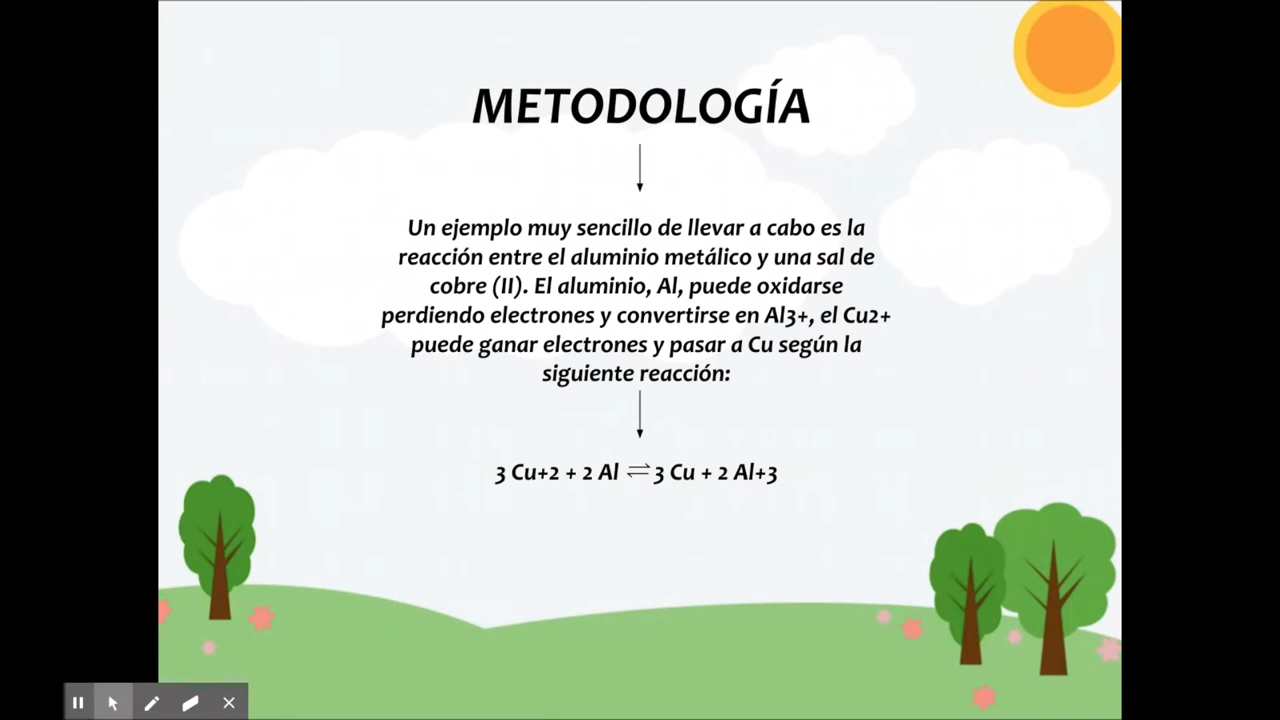 METODOLOGÍA
Un ejemplo muy sencillo de llevar a cabo es la
reacción entre el aluminio metálico y una sal de
cobre (II). El aluminio, Al, puede oxidarse
perdiendo electrones y convertirse en Al3+, el Cu2+
puede ganar electrones y pasar a Cu según la
siguiente reacción:
3 Cu+2 + 2 Al ⇌ 3 Cu + 2 Al+3